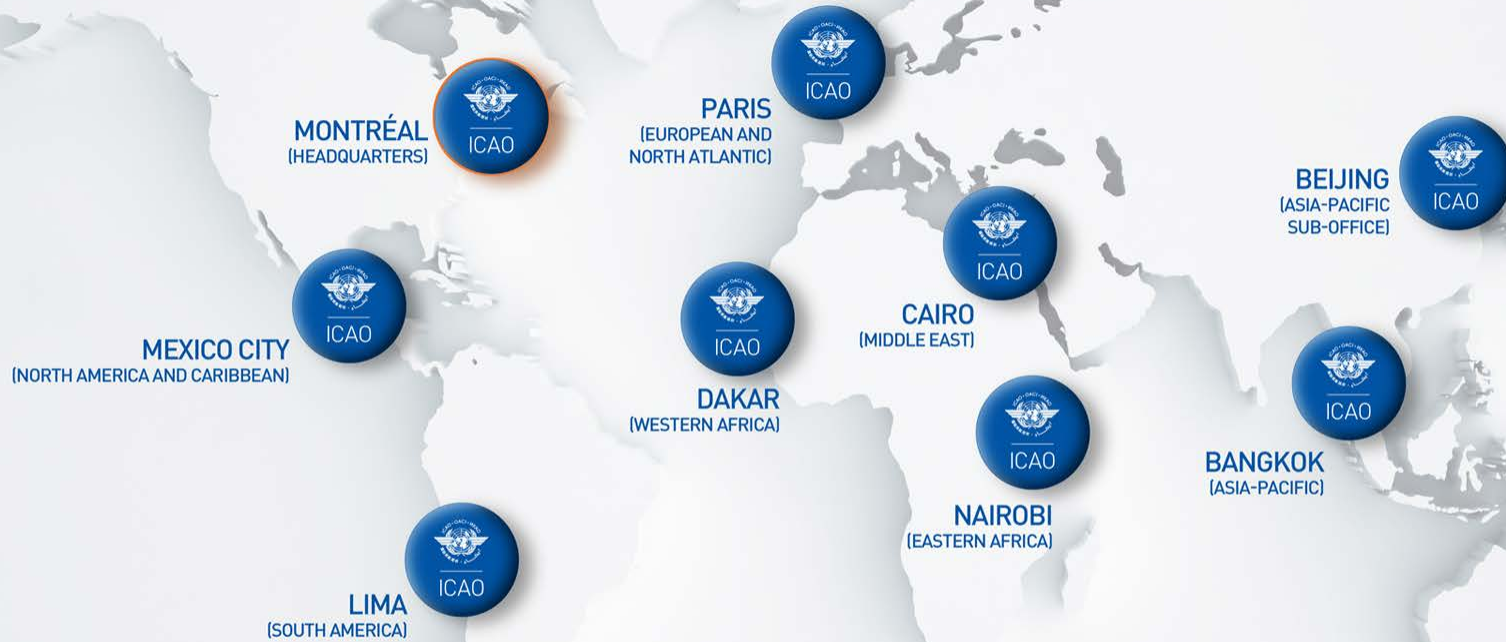 ICAO
MONTRÉAL
(HEADQUARTERS)
ICAO
PARIS
(EUROPEAN AND
NORTH ATLANTIC)
ICAO
BEIJING
(ASIA-PACIFIC
SUB-OFFICE)
ICAO
MEXICO CITY
(NORTH AMERICA AND CARIBBEAN)
ICAO
DAKAR
(WESTERN AFRICA)
ICAO
CAIRO
(MIDDLE EAST)
ICAO
BANGKOK
(ASIA-PACIFIC)
ICAO
NAIROBI
(EASTERN AFRICA)
ICAO
LIMA
(SOUTH AMERICA)